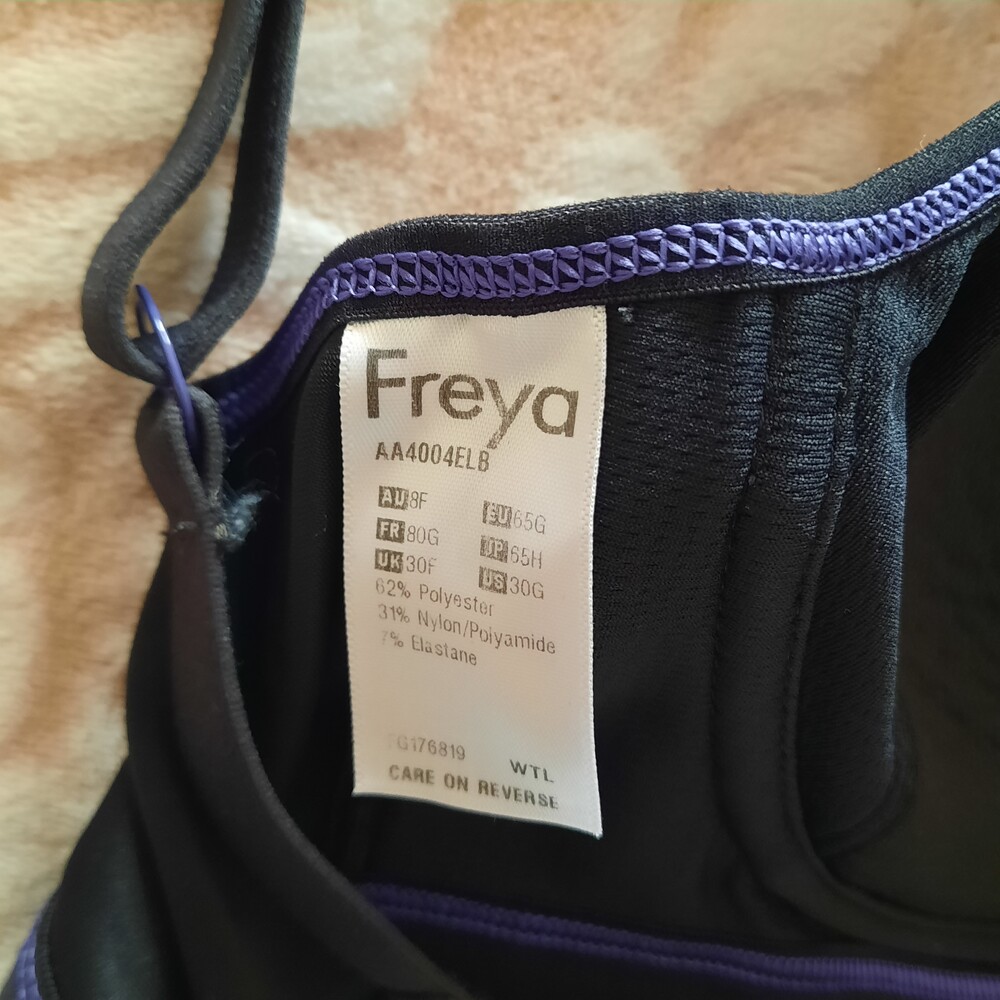 Freya
AA4004ELB
AU 8F EU 65G
FR 80G JP 65H
UK 30F US 30G
62% Polyester
31% Nylon/Polyamide
7% Elastane
G176819 WTL
CARE ON REVERSE